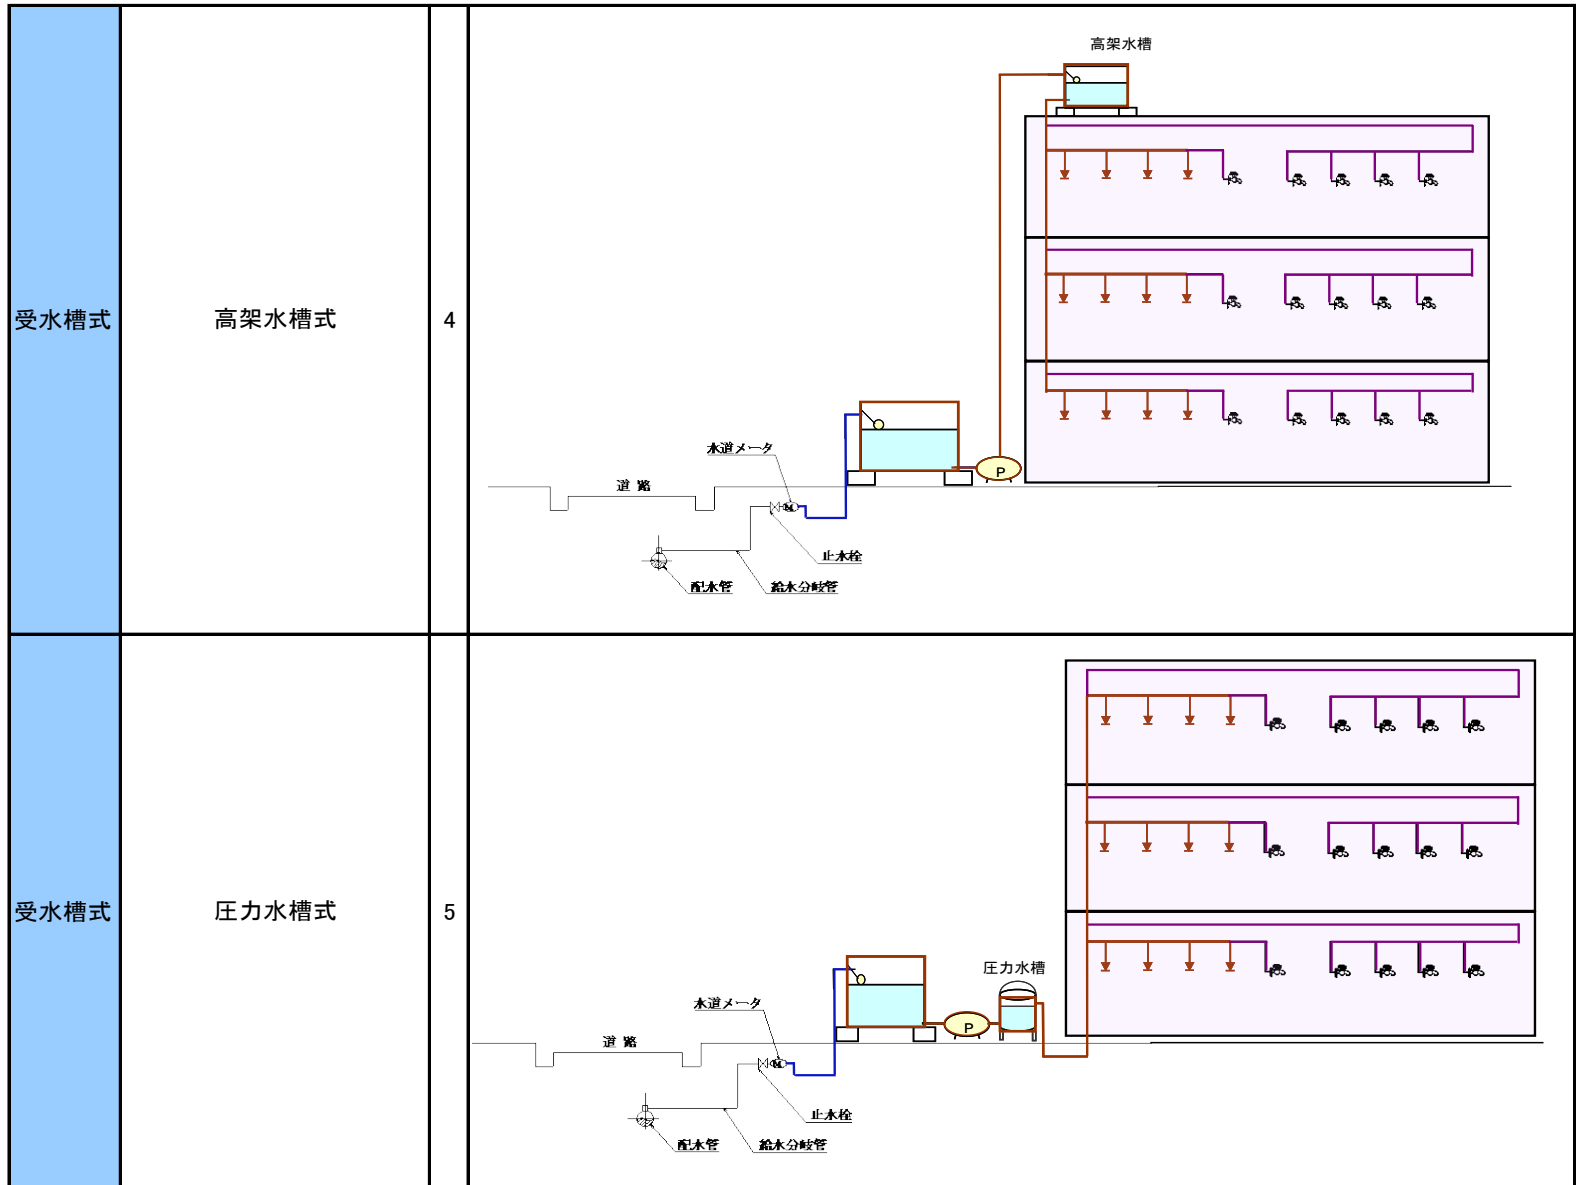 受水槽式
高架水槽式
4
高架水槽
P
水道メータ
道 路
M
止水栓
配水管
給水分岐管
受水槽式
圧力水槽式
5
圧力水槽
P
水道メータ
道 路
M
止水栓
配水管
給水分岐管